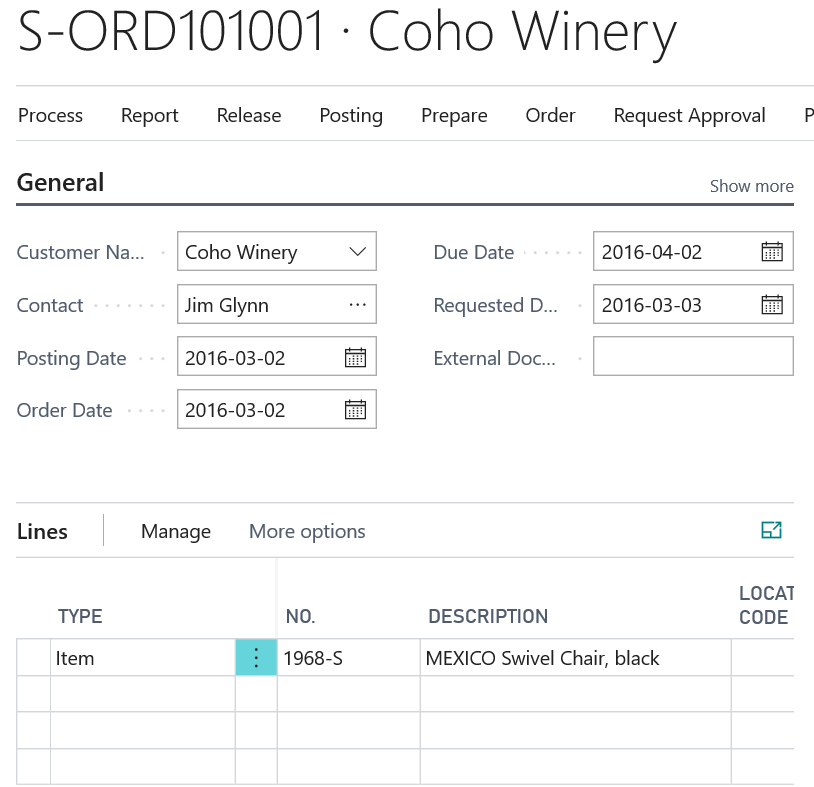 S-ORD101001 · Coho Winery
Process Report Release Posting Prepare Order Request Approval P
General Show more
Customer Na... Coho Winery Due Date 2016-04-02
Contact Jim Glynn ... Requested D... 2016-03-03
Posting Date 2016-03-02 External Doc...
Order Date 2016-03-02
Lines Manage More options
TYPE NO. DESCRIPTION LOCAT
CODE
Item 1968-S MEXICO Swivel Chair, black